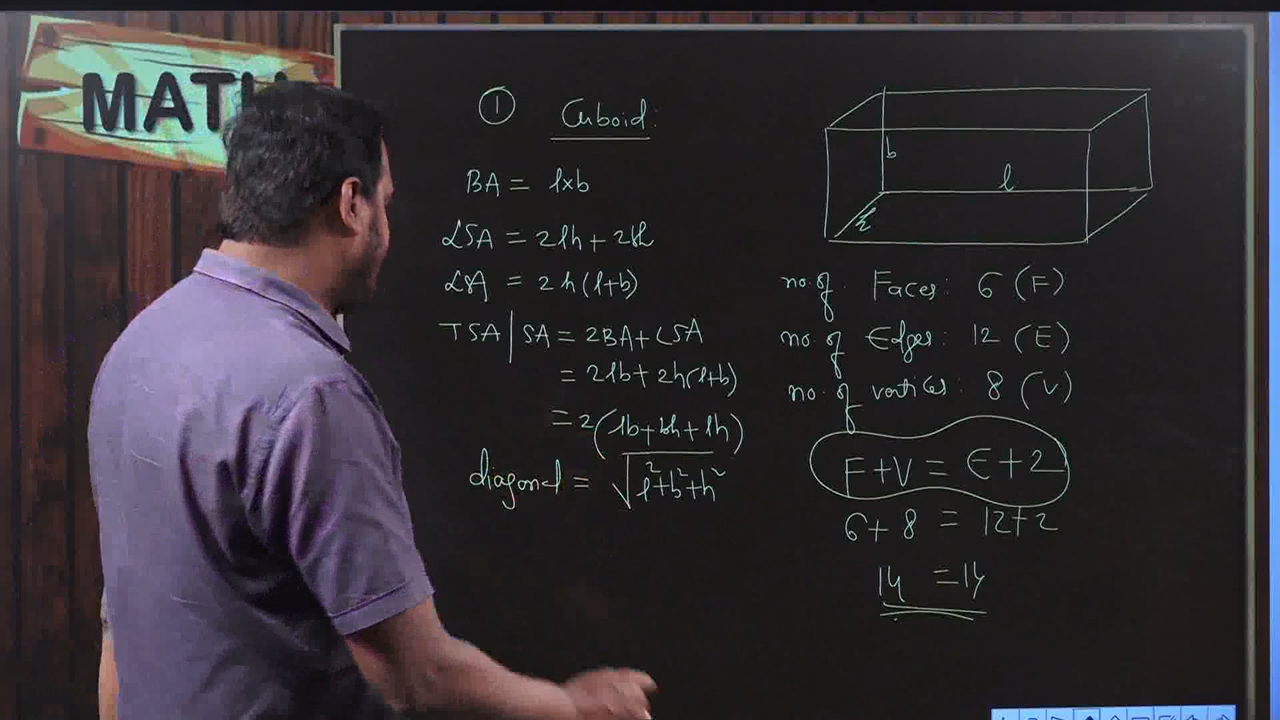 MATH
① Cuboid:
BA = l×b
LSA = 2lh + 2bh
LSA = 2h(l+b)
TSA | SA = 2BA + LSA
= 2lb + 2h(l+b)
= 2(lb+bh+lh)
diagonal = √l²+b²+h²
b
l
h
no. of Faces: 6 (F)
no. of Edges: 12 (E)
no. of vertices: 8 (V)
F+V = E+2
6+8 = 12+2
14 = 14